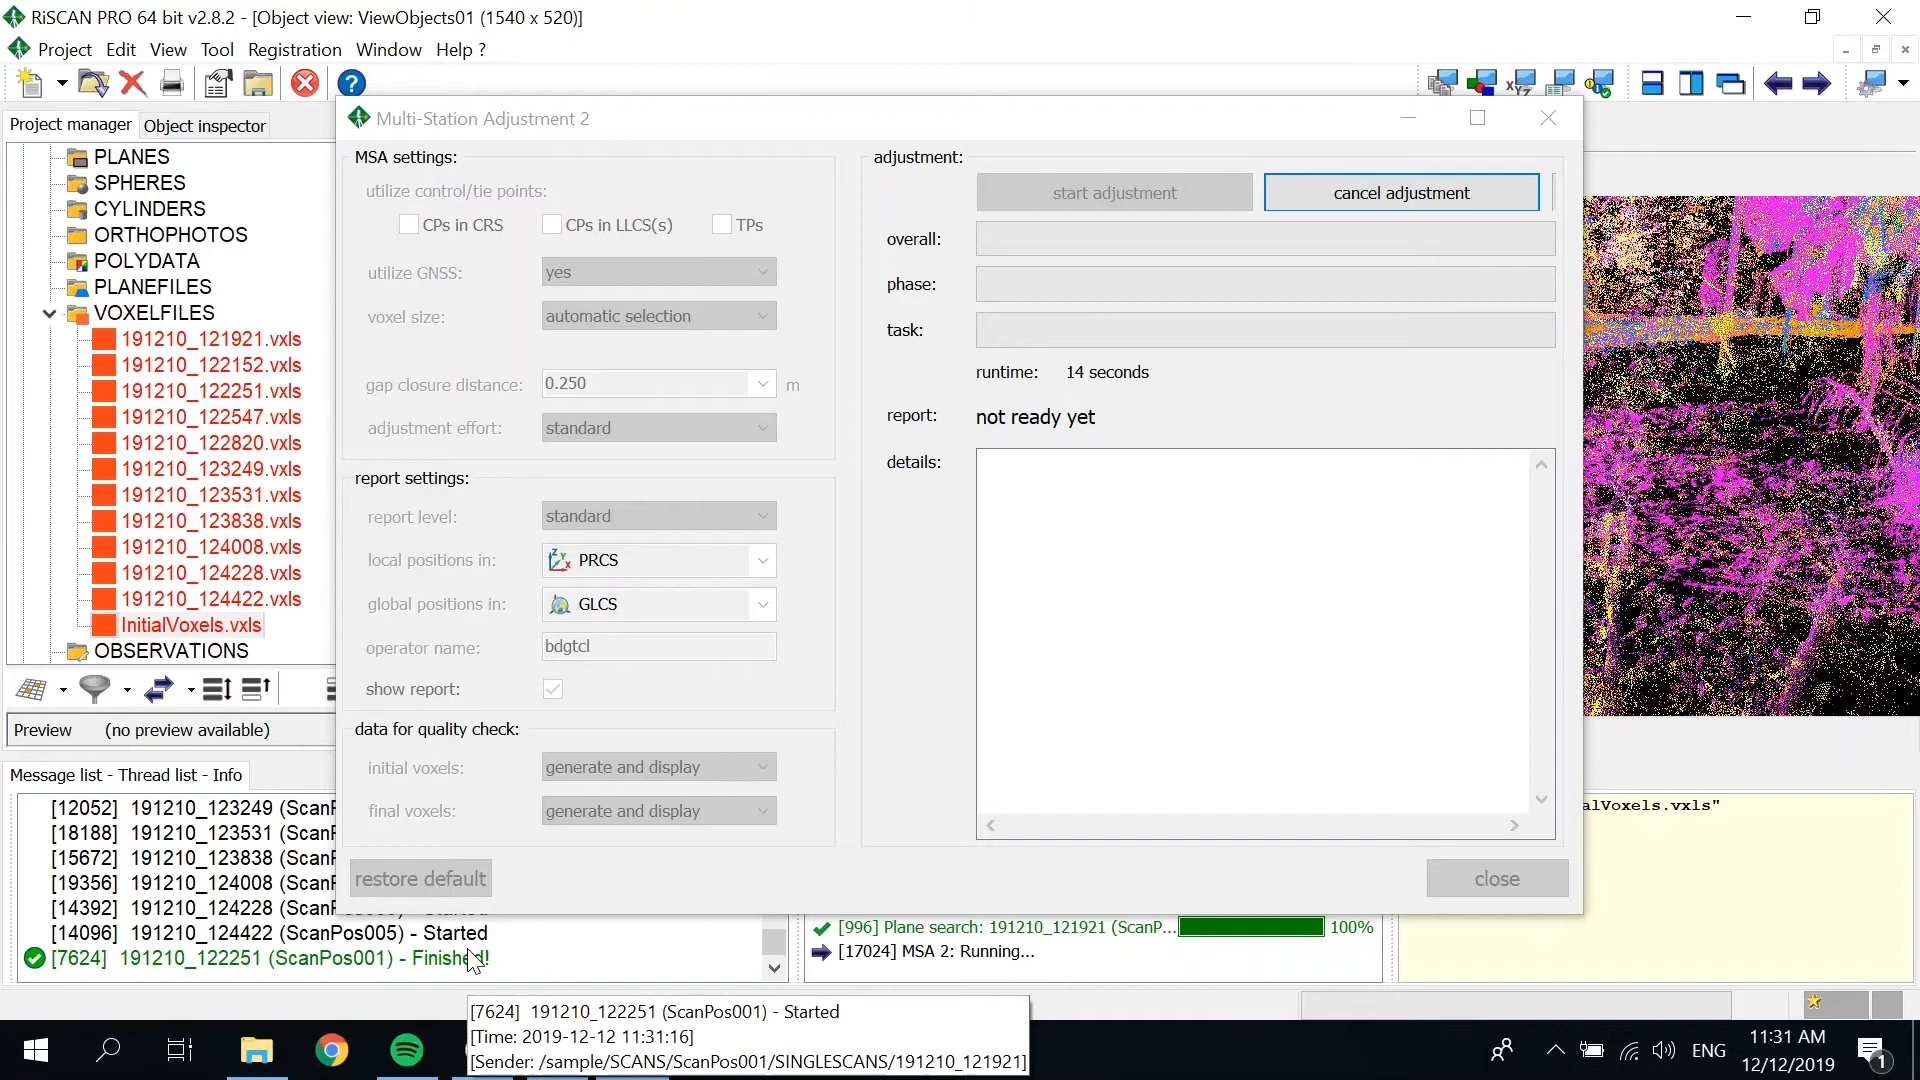 RiSCAN PRO 64 bit v2.8.2 - [Object view: ViewObjects01 (1540 x 520)]
Project Edit View Tool Registration Window Help ?
Project manager Object inspector
PLANES
SPHERES
CYLINDERS
ORTHOPHOTOS
POLYDATA
PLANEFILES
VOXELFILES
191210_121921.vxls
191210_122152.vxls
191210_122251.vxls
191210_122547.vxls
191210_122820.vxls
191210_123249.vxls
191210_123531.vxls
191210_123838.vxls
191210_124008.vxls
191210_124228.vxls
191210_124422.vxls
InitialVoxels.vxls
OBSERVATIONS
Preview (no preview available)
Multi-Station Adjustment 2
MSA settings:
utilize control/tie points:
CPs in CRS CPs in LLCS(s) TPs
utilize GNSS: yes
voxel size: automatic selection
gap closure distance: 0.250 m
adjustment effort: standard
report settings:
report level: standard
local positions in: PRCS
global positions in: GLCS
operator name: bdgtcl
show report:
data for quality check:
initial voxels: generate and display
final voxels: generate and display
restore default
adjustment:
start adjustment cancel adjustment
overall:
phase:
task:
runtime: 14 seconds
report: not ready yet
details:
close
Message list - Thread list - Info
[12052] 191210_123249 (ScanP
[18188] 191210_123531 (ScanP
[15672] 191210_123838 (ScanP
[19356] 191210_124008 (ScanP
[14392] 191210_124228 (ScanP
[14096] 191210_124422 (ScanPos005) - Started
[7624] 191210_122251 (ScanPos001) - Finished!
[996] Plane search: 191210_121921 (ScanP... 100%
[17024] MSA 2: Running...
alVoxels.vxls"
[7624] 191210_122251 (ScanPos001) - Started
[Time: 2019-12-12 11:31:16]
[Sender: /sample/SCANS/ScanPos001/SINGLESCANS/191210_121921]
ENG
11:31 AM
12/12/2019
1